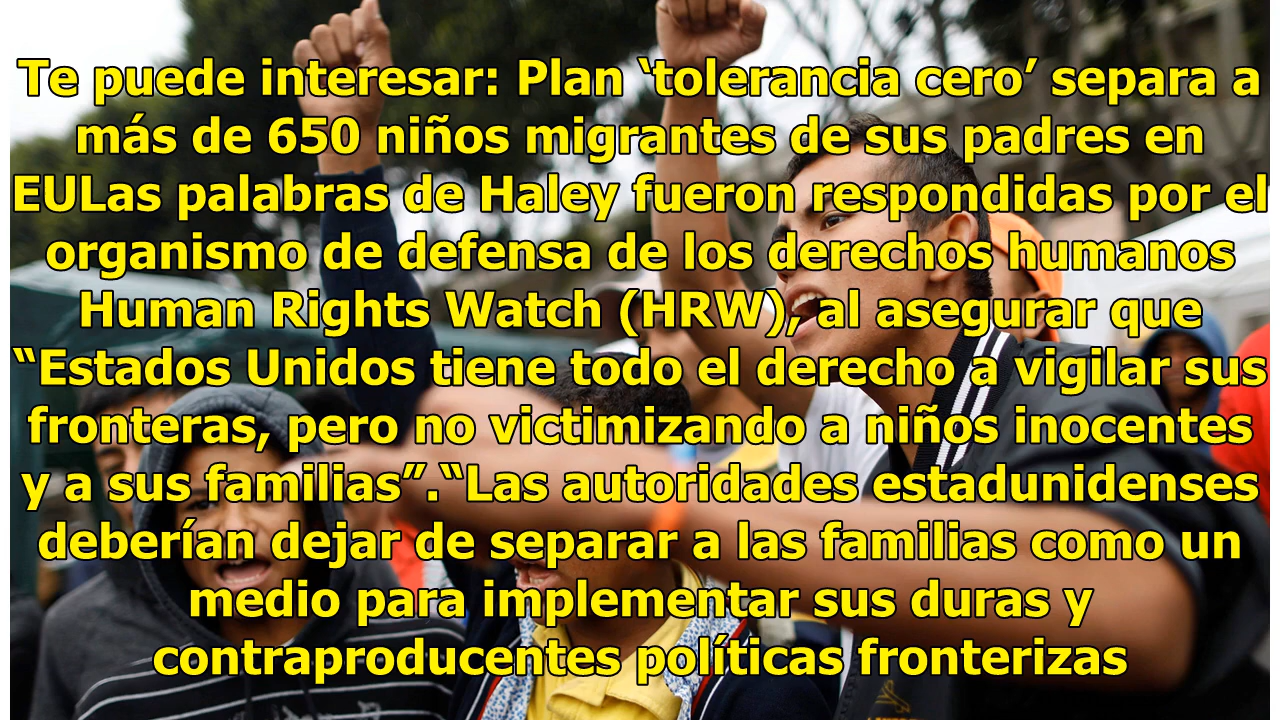 Te puede interesar: Plan ‘tolerancia cero’ separa a
más de 650 niños migrantes de sus padres en
EULas palabras de Haley fueron respondidas por el
organismo de defensa de los derechos humanos
Human Rights Watch (HRW), al asegurar que
“Estados Unidos tiene todo el derecho a vigilar sus
fronteras, pero no victimizando a niños inocentes
y a sus familias”.“Las autoridades estadunidenses
deberían dejar de separar a las familias como un
medio para implementar sus duras y
contraproducentes políticas fronterizas